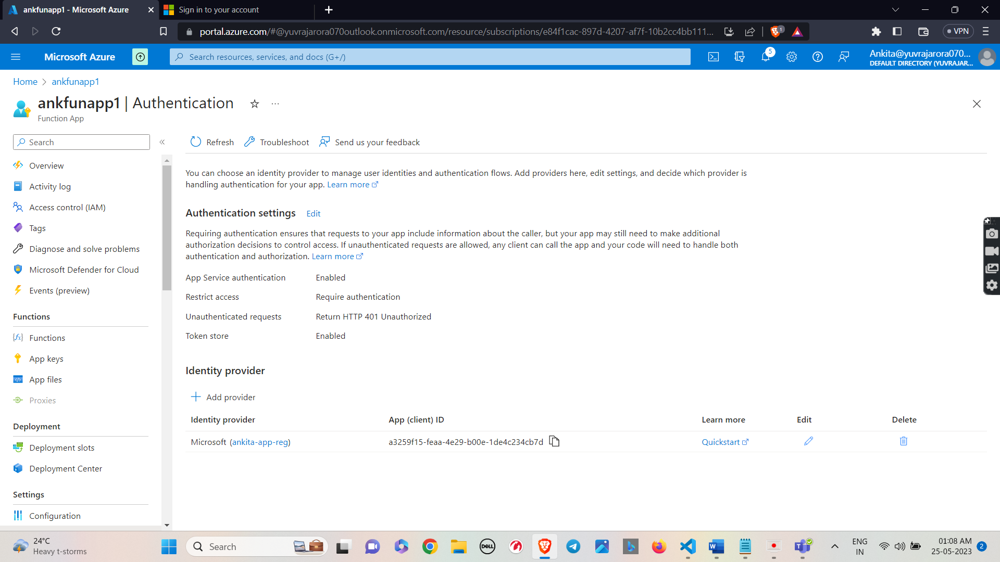 ankfunapp1 - Microsoft Azure
Sign in to your account
portal.azure.com/#@yuvrajarora070outlook.onmicrosoft.com/resource/subscriptions/e84f1cac-897d-4207-af7f-10b2cc4bb111...
1
VPN
Microsoft Azure
Search resources, services, and docs (G+/)
5
Ankita@yuvrajarora070...
DEFAULT DIRECTORY (YUVRAJAR...
Home > ankfunapp1
ankfunapp1 | Authentication
Function App
Search
Overview
Activity log
Access control (IAM)
Tags
Diagnose and solve problems
Microsoft Defender for Cloud
Events (preview)
Functions
Functions
App keys
App files
Proxies
Deployment
Deployment slots
Deployment Center
Settings
Configuration
Refresh Troubleshoot Send us your feedback
You can choose an identity provider to manage user identities and authentication flows. Add providers here, edit settings, and decide which provider is
handling authentication for your app. Learn more
Authentication settings Edit
Requiring authentication ensures that requests to your app include information about the caller, but your app may still need to make additional
authorization decisions to control access. If unauthenticated requests are allowed, any client can call the app and your code will need to handle both
authentication and authorization. Learn more
App Service authentication Enabled
Restrict access Require authentication
Unauthenticated requests Return HTTP 401 Unauthorized
Token store Enabled
Identity provider
Add provider
Identity provider App (client) ID Learn more Edit Delete
Microsoft (ankita-app-reg) a3259f15-feaa-4e29-b00e-1de4c234cb7d Quickstart
24°C
Heavy t-storms
Search
DELL
ENG
IN
01:08 AM
25-05-2023
2